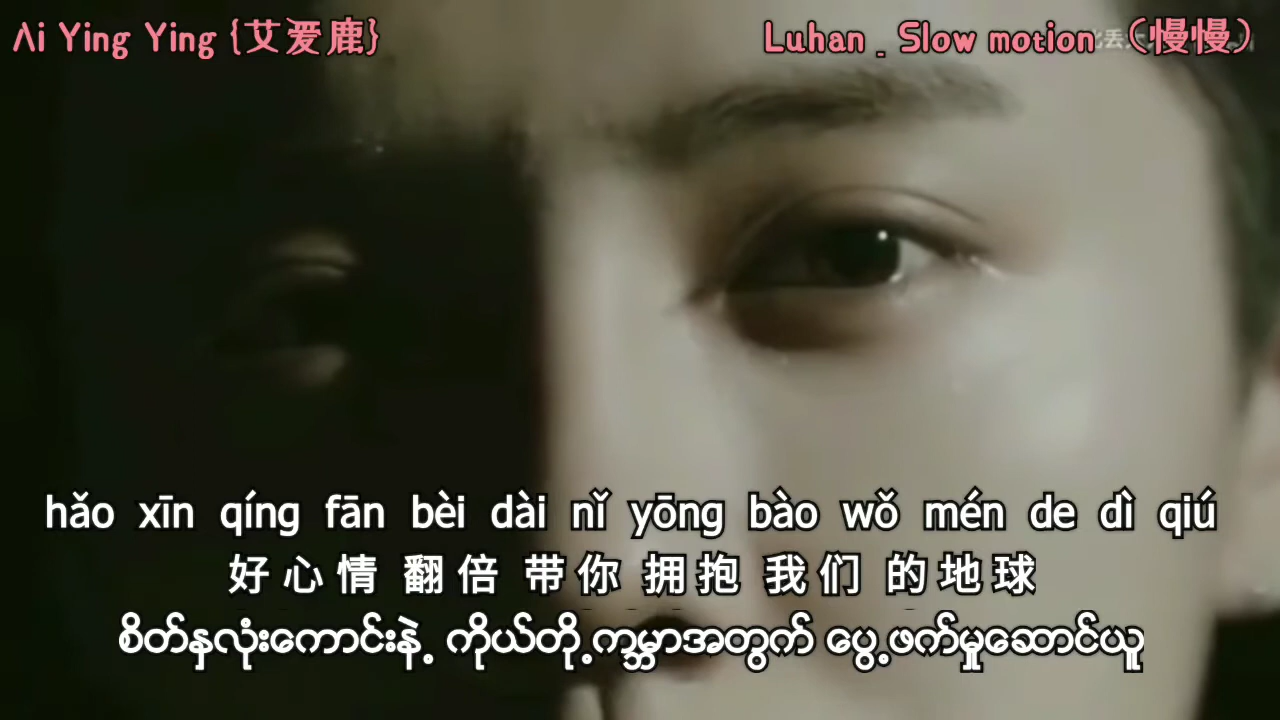 Ai Ying Ying {艾爱鹿}
Luhan _ Slow motion （慢慢）
hǎo xīn qíng fān bèi dài nǐ yōng bào wǒ mén de dì qiú
好心情 翻倍 带你 拥抱 我们 的地球
စိတ်နှလုံးကောင်းနဲ့ ကိုယ်တို့ကမ္ဘာအတွက် ပွေ့ဖက်မှုဆောင်ယူ